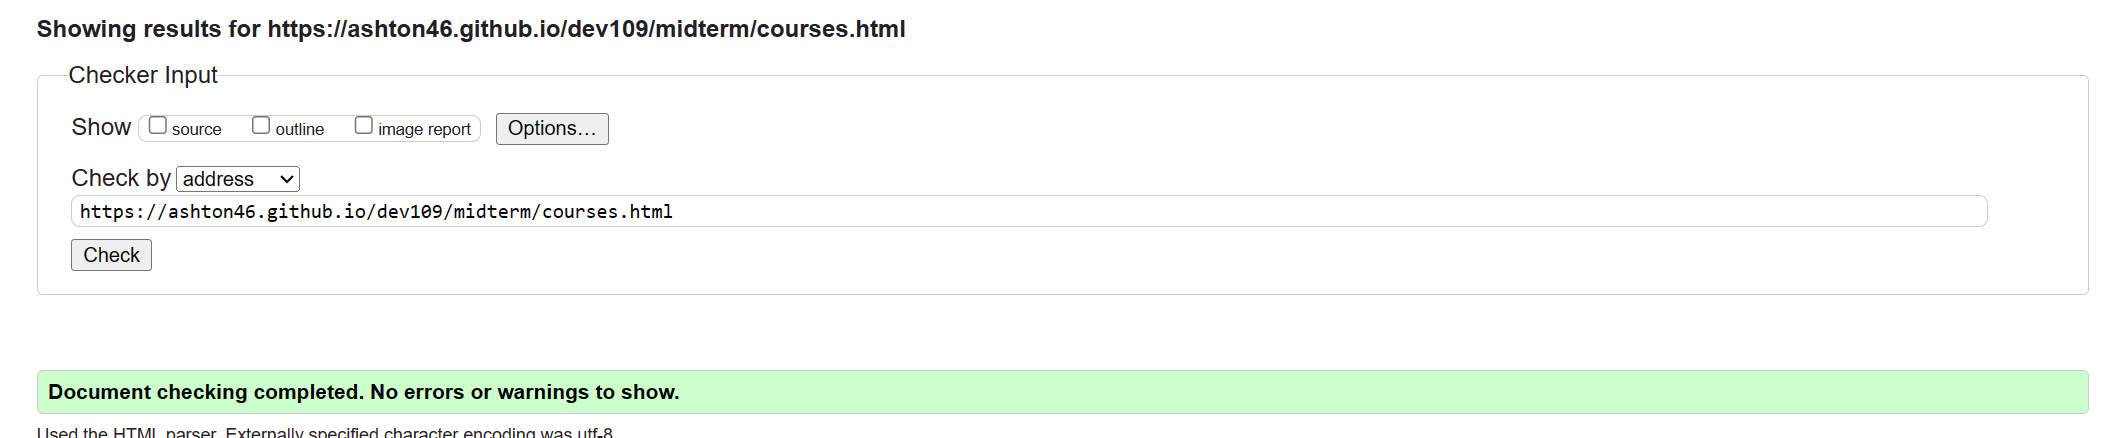 Showing results for https://ashton46.github.io/dev109/midterm/courses.html
Checker Input
Show source outline image report Options...
Check by address
https://ashton46.github.io/dev109/midterm/courses.html
Check
Document checking completed. No errors or warnings to show.
Used the HTML parser. Externally specified character encoding was utf-8.